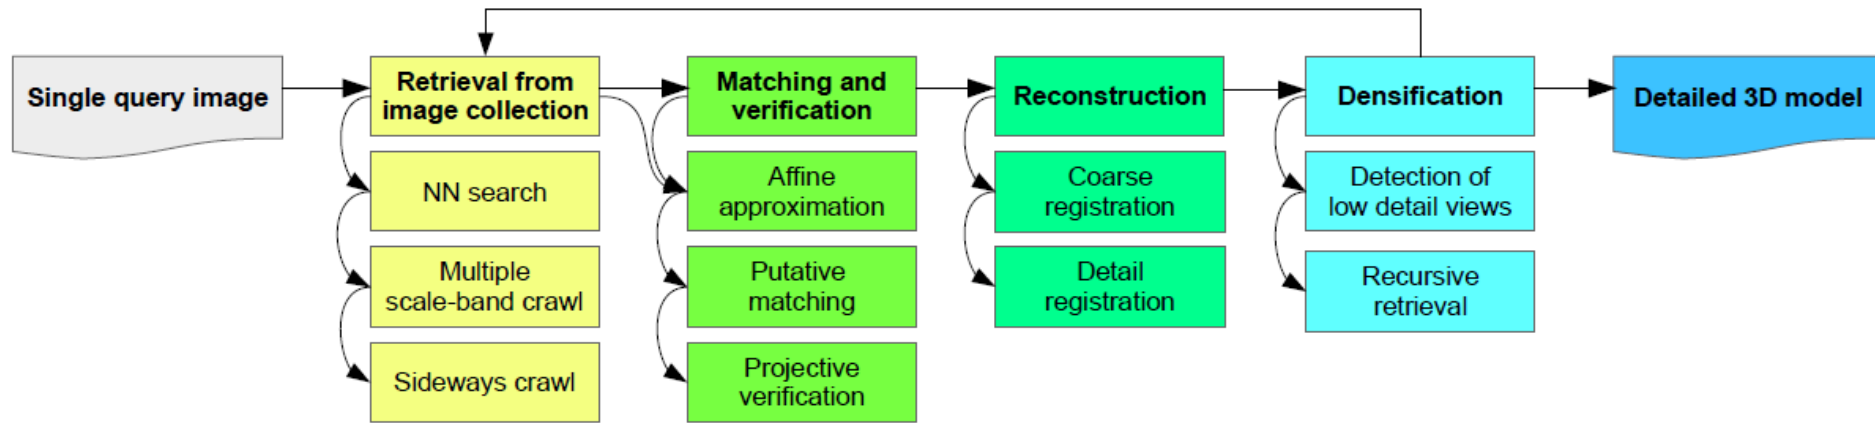 Single query image
Retrieval from
image collection
NN search
Multiple
scale-band crawl
Sideways crawl
Matching and
verification
Affine
approximation
Putative
matching
Projective
verification
Reconstruction
Coarse
registration
Detail
registration
Densification
Detection of
low detail views
Recursive
retrieval
Detailed 3D model